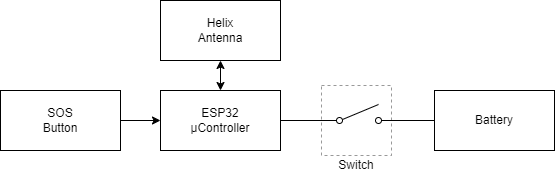 Helix
Antenna
SOS
Button
ESP32
µController
Battery
Switch